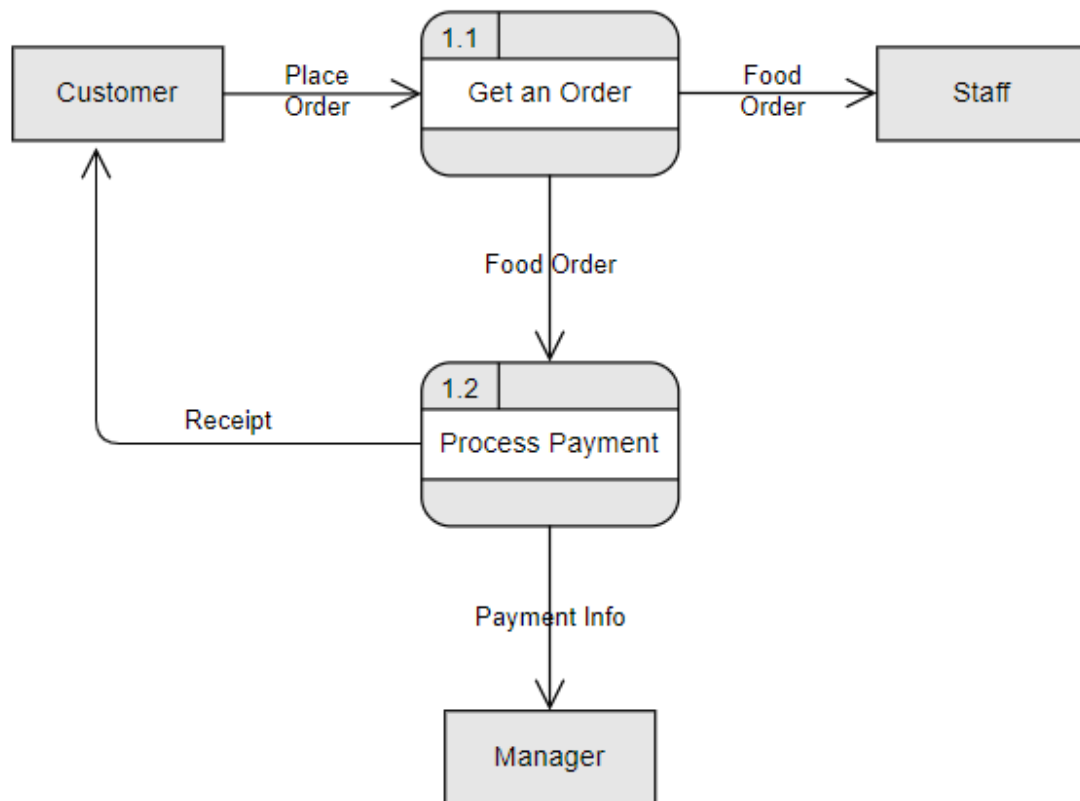 1.1
Customer
Place
Order
Get an Order
Food
Order
Staff
Food Order
1.2
Receipt
Process Payment
Payment Info
Manager